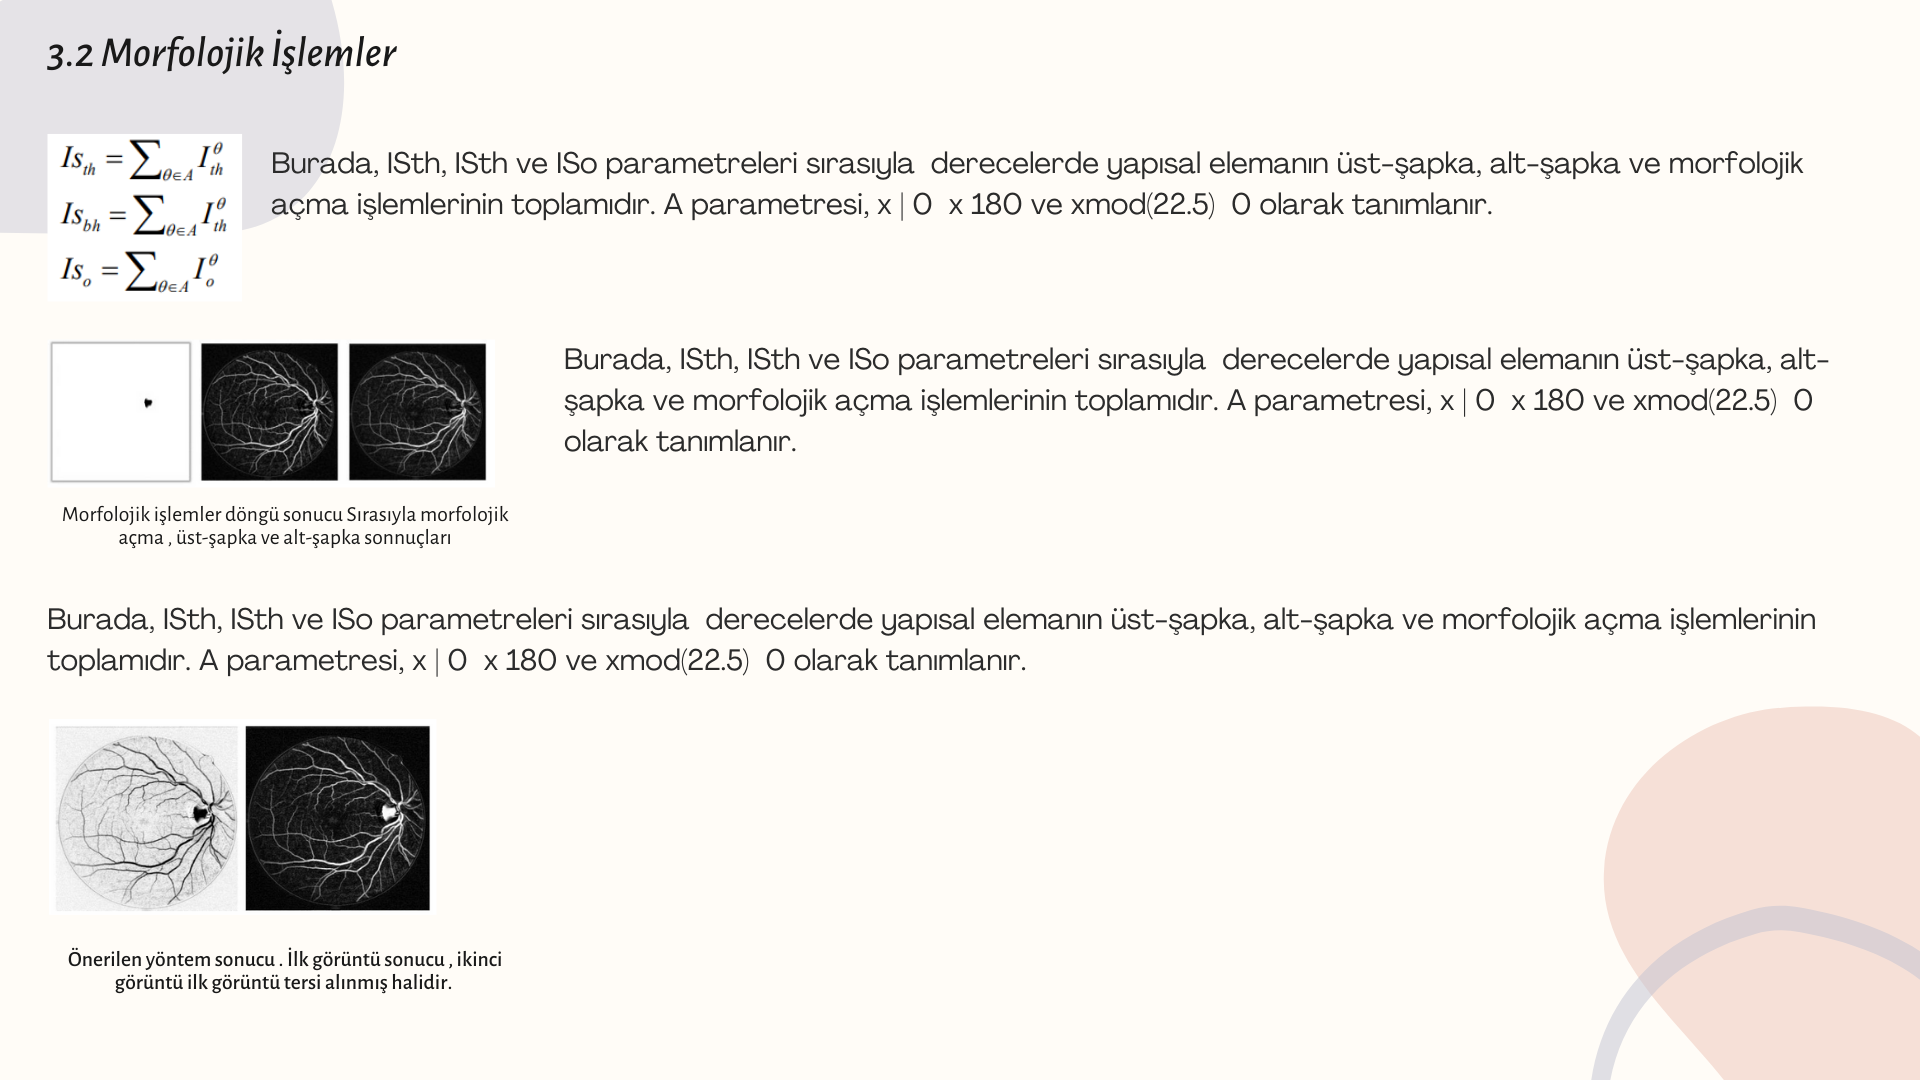 3.2 Morfolojik İşlemler
Is_th = ∑_θ∈A I_th^θ
Is_bh = ∑_θ∈A I_th^θ
Is_o = ∑_θ∈A I_o^θ
Burada, ISth, ISth ve ISo parametreleri sırasıyla  derecelerde yapısal elemanın üst-şapka, alt-şapka ve morfolojik
açma işlemlerinin toplamıdır. A parametresi, x | 0  x 180 ve xmod(22.5)  0 olarak tanımlanır.
Burada, ISth, ISth ve ISo parametreleri sırasıyla  derecelerde yapısal elemanın üst-şapka, alt-
şapka ve morfolojik açma işlemlerinin toplamıdır. A parametresi, x | 0  x 180 ve xmod(22.5)  0
olarak tanımlanır.
Morfolojik işlemler döngü sonucu Sırasıyla morfolojik
açma , üst-şapka ve alt-şapka sonnuçları
Burada, ISth, ISth ve ISo parametreleri sırasıyla  derecelerde yapısal elemanın üst-şapka, alt-şapka ve morfolojik açma işlemlerinin
toplamıdır. A parametresi, x | 0  x 180 ve xmod(22.5)  0 olarak tanımlanır.
Önerilen yöntem sonucu . İlk görüntü sonucu , ikinci
görüntü ilk görüntü tersi alınmış halidir.